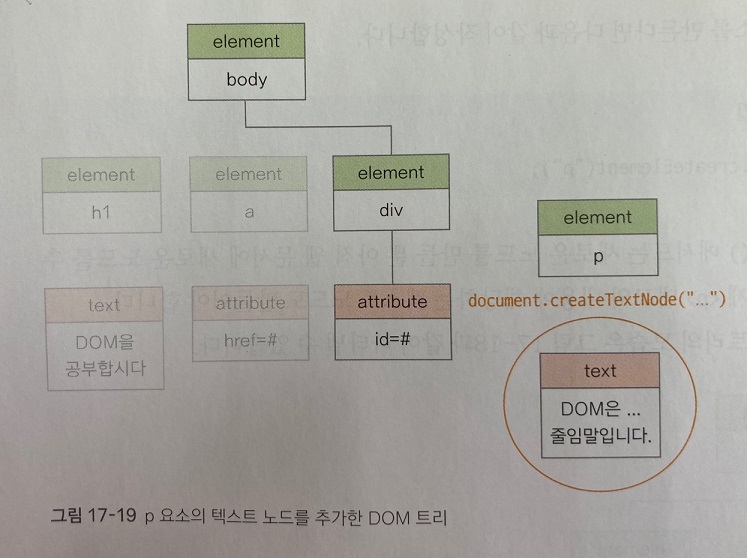 element
body
element
h1
element
a
element
div
element
p
text
DOM을
공부합시다
attribute
href=#
attribute
id=#
document.createTextNode("...")
text
DOM은 ...
줄임말입니다.
그림 17-19 p 요소의 텍스트 노드를 추가한 DOM 트리